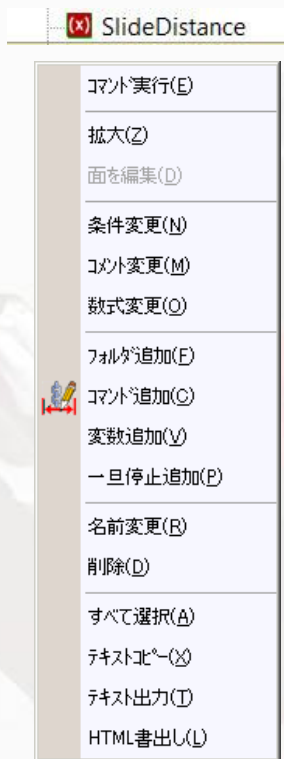 (x) SlideDistance
コマンド実行(E)
拡大(Z)
面を編集(D)
条件変更(N)
コメント変更(M)
数式変更(O)
フォルダ追加(F)
コマンド追加(C)
変数追加(V)
一旦停止追加(P)
名前変更(R)
削除(D)
すべて選択(A)
テキストコピー(X)
テキスト出力(T)
HTML書出し(L)